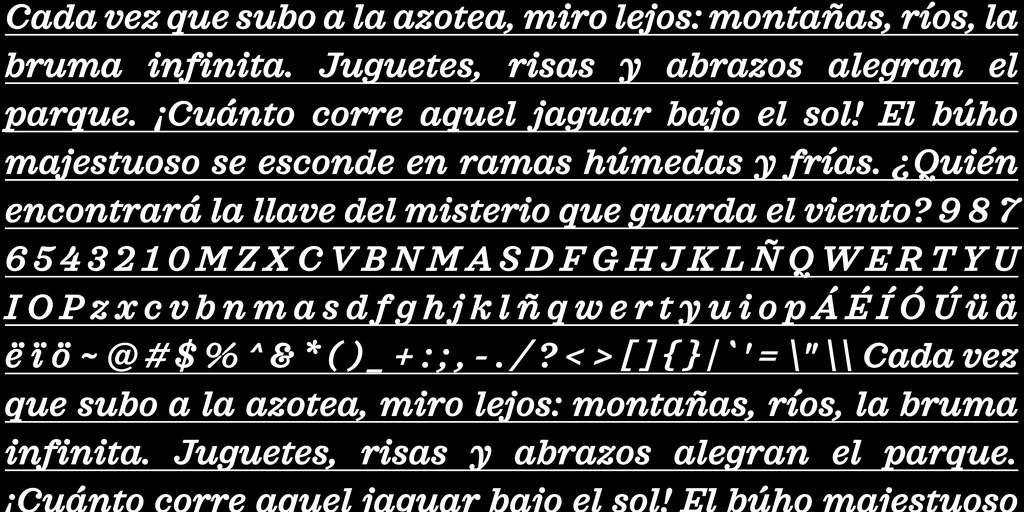 Cada vez que subo a la azotea, miro lejos: montañas, ríos, la
bruma infinita. Juguetes, risas y abrazos alegran el
parque. ¡Cuánto corre aquel jaguar bajo el sol! El búho
majestuoso se esconde en ramas húmedas y frías. ¿Quién
encontrará la llave del misterio que guarda el viento? 9 8 7
6 5 4 3 2 1 0 M Z X C V B N M A S D F G H J K L Ñ Q W E R T Y U
I O P z x c v b n m a s d f g h j k l ñ q w e r t y u i o p Á É Í Ó Ú ü ä
ë ï ö ~ @ # $ % ^ & * ( ) _ + : ; , - . / ? < > [ ] { } | ` ' = \ " \ \ Cada vez
que subo a la azotea, miro lejos: montañas, ríos, la bruma
infinita. Juguetes, risas y abrazos alegran el parque.
¡Cuánto corre aquel jaguar bajo el sol! El búho majestuoso